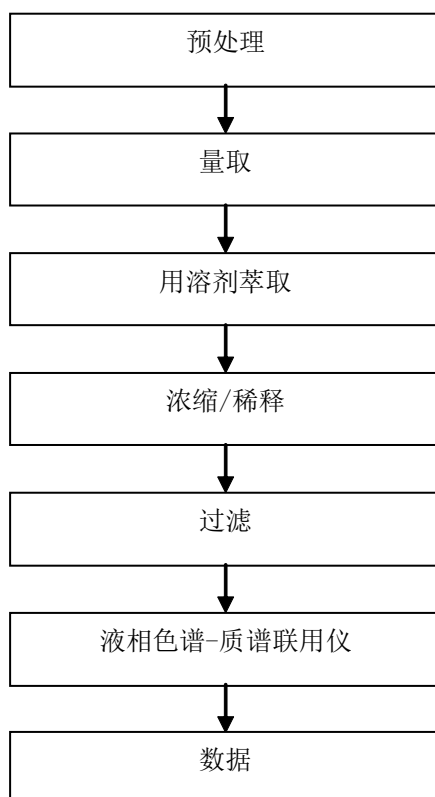 预处理
量取
用溶剂萃取
浓缩/稀释
过滤
液相色谱-质谱联用仪
数据